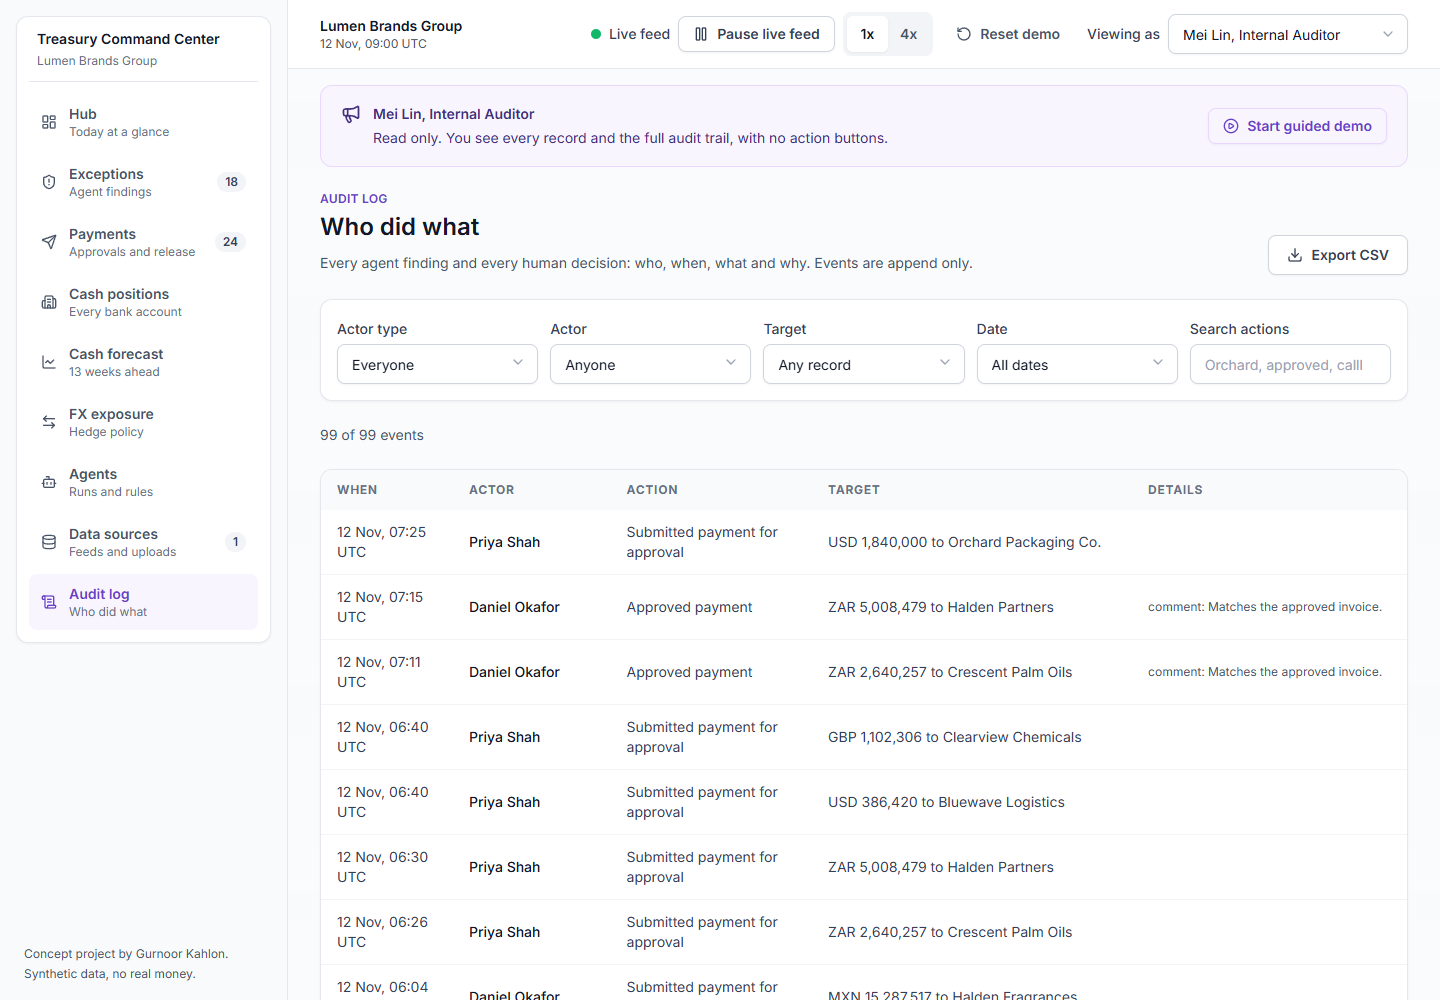 Treasury Command Center
Lumen Brands Group
Hub
Today at a glance
Exceptions
Agent findings
18
Payments
Approvals and release
24
Cash positions
Every bank account
Cash forecast
13 weeks ahead
FX exposure
Hedge policy
Agents
Runs and rules
Data sources
Feeds and uploads
1
Audit log
Who did what
Concept project by Gurnoor Kahlon.
Synthetic data, no real money.
Lumen Brands Group
12 Nov, 09:00 UTC
Live feed
Pause live feed
1x
4x
Reset demo
Viewing as
Mei Lin, Internal Auditor
Mei Lin, Internal Auditor
Read only. You see every record and the full audit trail, with no action buttons.
Start guided demo
AUDIT LOG
Who did what
Every agent finding and every human decision: who, when, what and why. Events are append only.
Export CSV
Actor type
Everyone
Actor
Anyone
Target
Any record
Date
All dates
Search actions
Orchard, approved, calll
99 of 99 events
WHEN ACTOR ACTION TARGET DETAILS
12 Nov, 07:25
UTC
Priya Shah
Submitted payment for
approval
USD 1,840,000 to Orchard Packaging Co.
12 Nov, 07:15
UTC
Daniel Okafor
Approved payment
ZAR 5,008,479 to Halden Partners
comment: Matches the approved invoice.
12 Nov, 07:11
UTC
Daniel Okafor
Approved payment
ZAR 2,640,257 to Crescent Palm Oils
comment: Matches the approved invoice.
12 Nov, 06:40
UTC
Priya Shah
Submitted payment for
approval
GBP 1,102,306 to Clearview Chemicals
12 Nov, 06:40
UTC
Priya Shah
Submitted payment for
approval
USD 386,420 to Bluewave Logistics
12 Nov, 06:30
UTC
Priya Shah
Submitted payment for
approval
ZAR 5,008,479 to Halden Partners
12 Nov, 06:26
UTC
Priya Shah
Submitted payment for
approval
ZAR 2,640,257 to Crescent Palm Oils
12 Nov, 06:04
Daniel Okafor
Submitted payment for
MXN 15,287,517 to Halden Fragrances